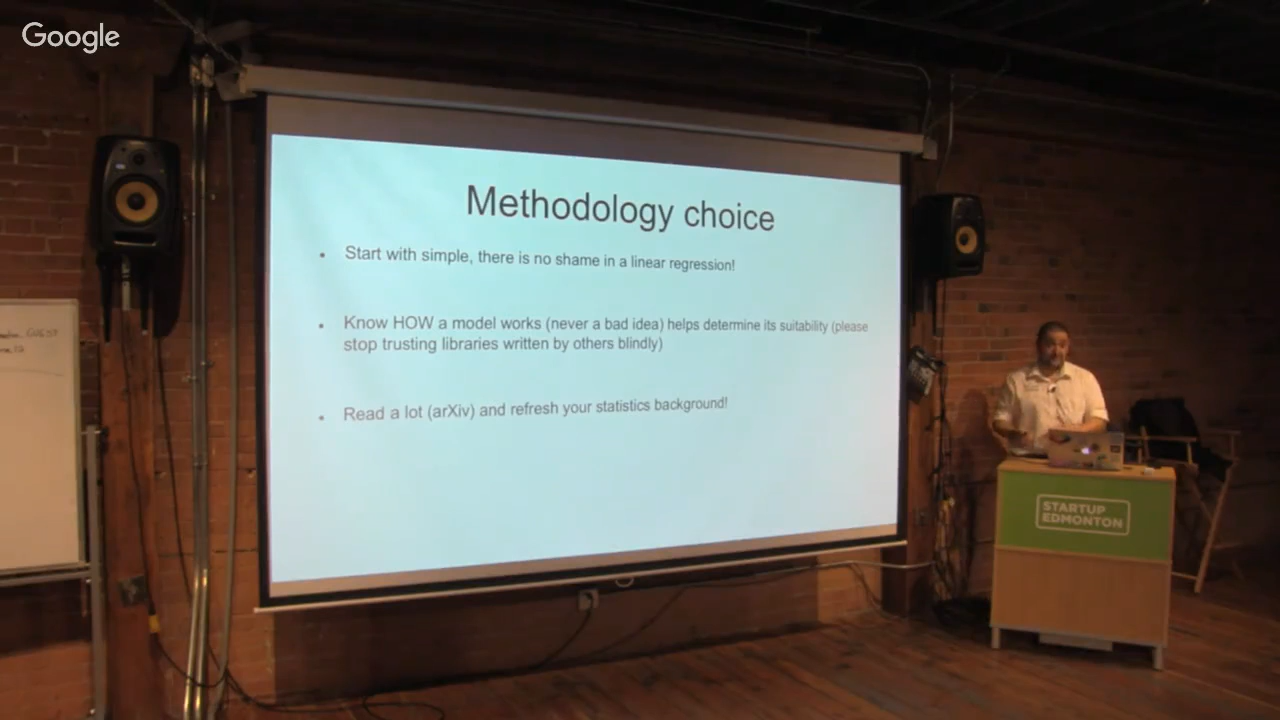 Google
Methodology choice
Start with simple, there is no shame in a linear regression!
Know HOW a model works (never a bad idea) helps determine its suitability (please
stop trusting libraries written by others blindly)
Read a lot (arXiv) and refresh your statistics background!
GUEST
STARTUP
EDMONTON